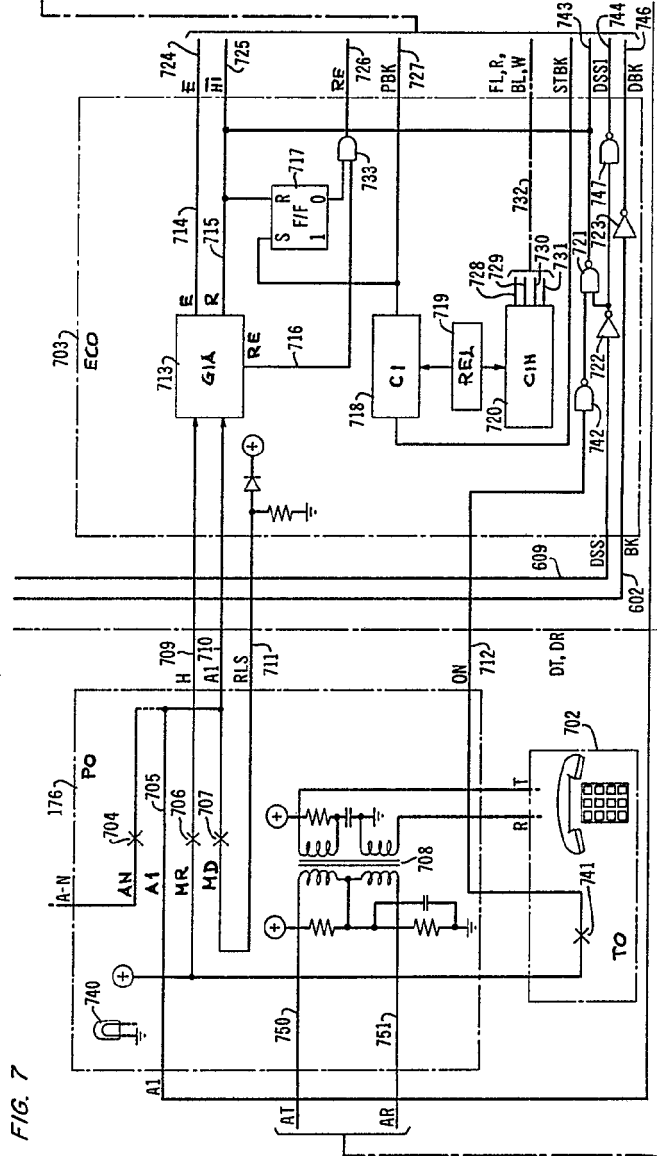 FIG. 7
A-N
176
PO
740
704
AN
A1
705
MR
706
MD
707
A1
750
751
AT
AR
708
R
T
702
741
TO
H
709
A1
710
RLS
711
ON
712
DT, DR
609
DSS
BK
602
703
ECO
713
GIA
E
714
R
715
RE
716
S
R
F/F
1
0
717
733
718
CI
719
REL
720
CIH
728
729
730
731
732
742
721
722
723
747
E
724
HI
725
RE
726
PBK
727
FL, R,
BL, W
STBK
743
DSS1
744
DBK
746